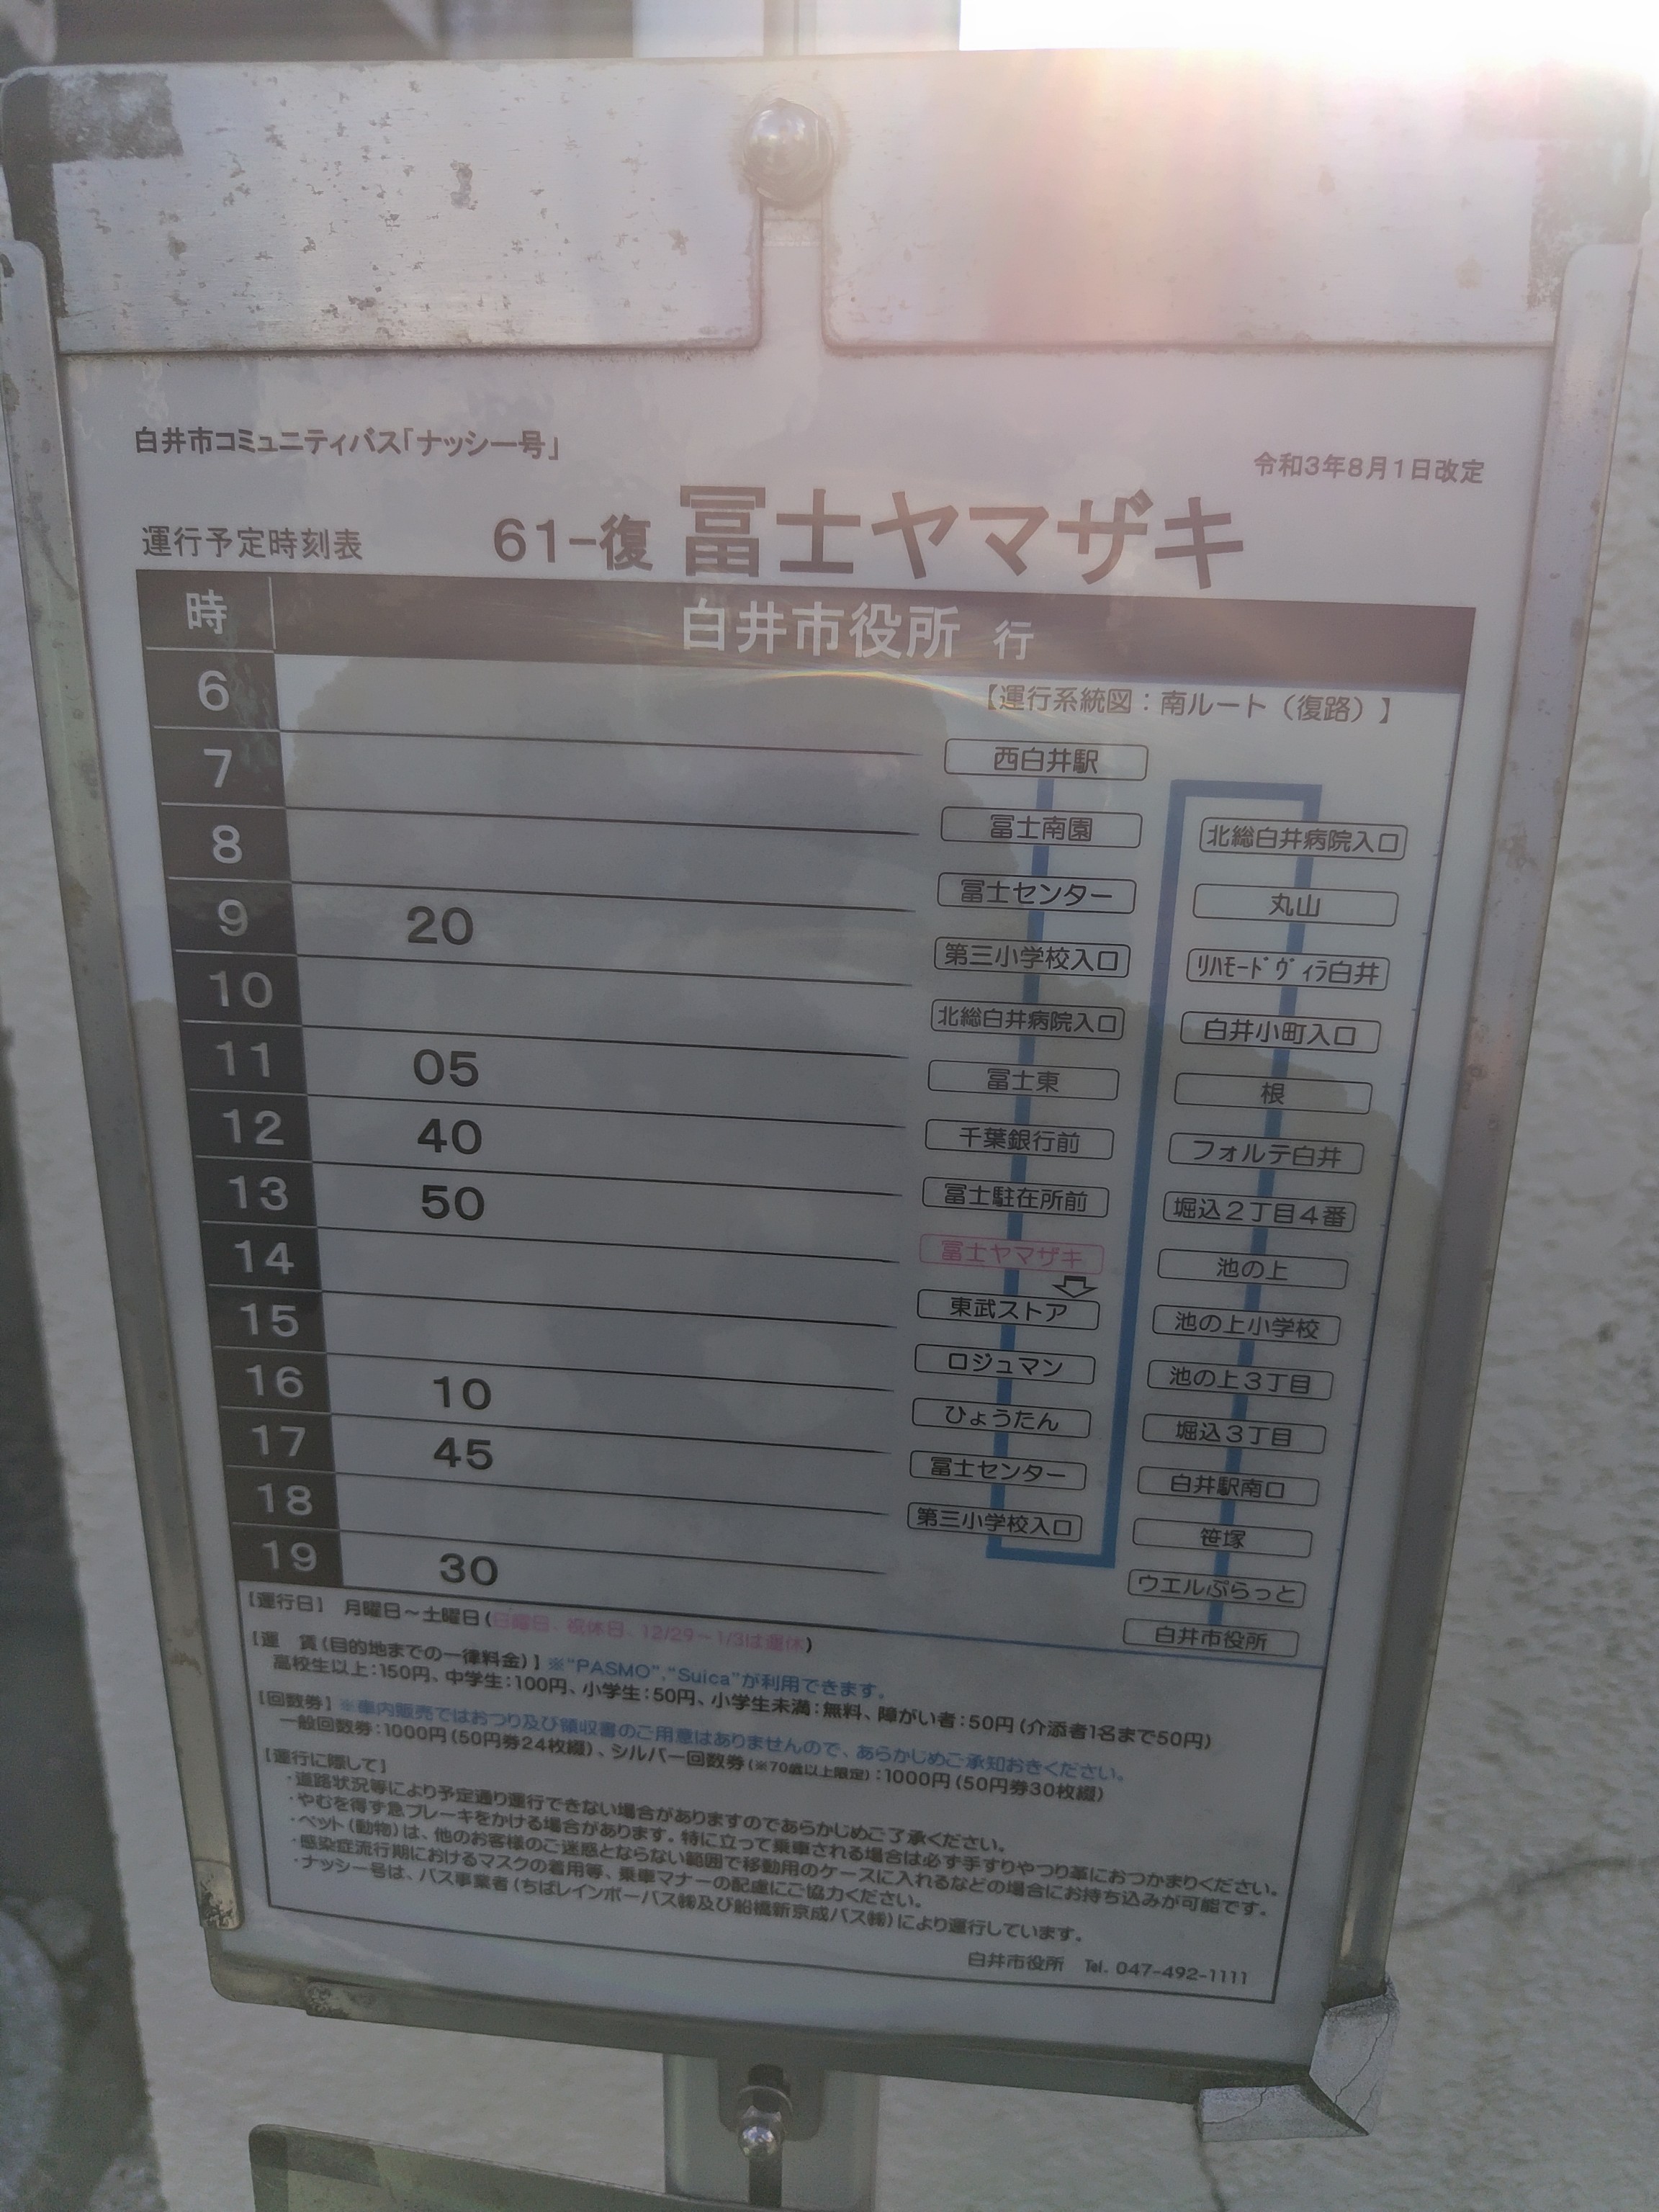 白井市コミュニティバス「ナッシー号」
令和3年8月1日改定
運行予定時刻表
61-復 冨士ヤマザキ
時 白井市役所 行
6
7
8
9 20
10
11 05
12 40
13 50
14
15
16 10
17 45
18
19 30
【運行系統図：南ルート（復路）】
西白井駅
冨士南園
冨士センター
第三小学校入口
北総白井病院入口
冨士東
千葉銀行前
冨士駐在所前
冨士ヤマザキ
東武ストア
ロジュマン
ひょうたん
冨士センター
第三小学校入口
北総白井病院入口
丸山
ﾘﾊﾓｰﾄﾞｳﾞｨﾗ白井
白井小町入口
根
フォルテ白井
堀込２丁目４番
池の上
池の上小学校
池の上３丁目
堀込３丁目
白井駅南口
笹塚
ウエルぷらっと
白井市役所
【運行日】 月曜日～土曜日(日曜日、祝休日、12/29～1/3は運休)
【運 賃(目的地までの一律料金)】※“PASMO”、“Suica”が利用できます。
高校生以上：150円、中学生：100円、小学生：50円、小学生未満：無料、障がい者：50円(介添者1名まで50円)
【回数券】※車内販売ではおつり及び領収書のご用意はありませんので、あらかじめご承知おきください。
一般回数券：1000円(50円券24枚綴)、シルバー回数券(※70歳以上限定)：1000円(50円券30枚綴)
【運行に際して】
・道路状況等により予定通り運行できない場合がありますのであらかじめご了承ください。
・やむを得ず急ブレーキをかける場合があります。特に立って乗車される場合は必ず手すりやつり革におつかまりください。
・ペット(動物)は、他のお客様のご迷惑とならない範囲で移動用のケースに入れるなどの場合にお持ち込みが可能です。
・感染症流行期におけるマスクの着用等、乗車マナーの配慮にご協力ください。
・ナッシー号は、バス事業者(ちばレインボーバス㈱及び船橋新京成バス㈱)により運行しています。
白井市役所 Tel. 047-492-1111